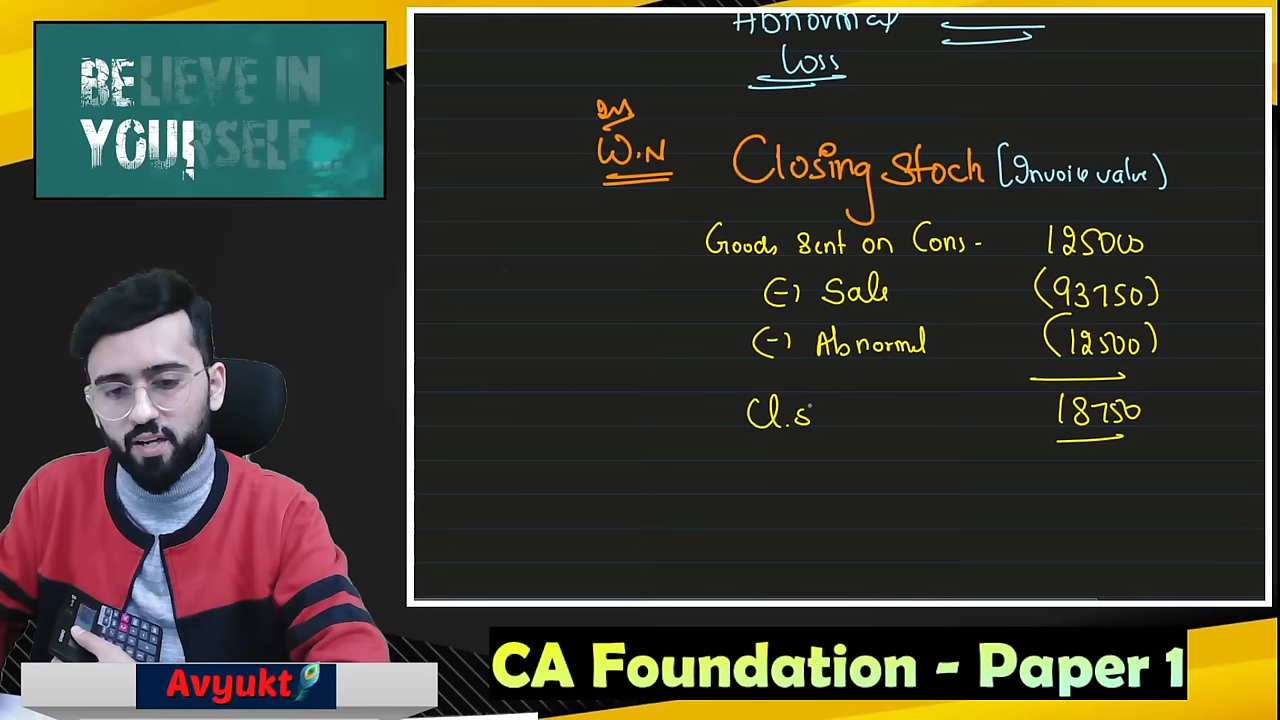 BELIEVE IN
YOURSELF...
Abnormal
Loss
W.N
Closing Stock (Invoice value)
Goods Sent on Cons - 125000
(-) Sale (93750)
(-) Abnormal (12500)
Cl.s 18750
Avyukt
CA Foundation - Paper 1